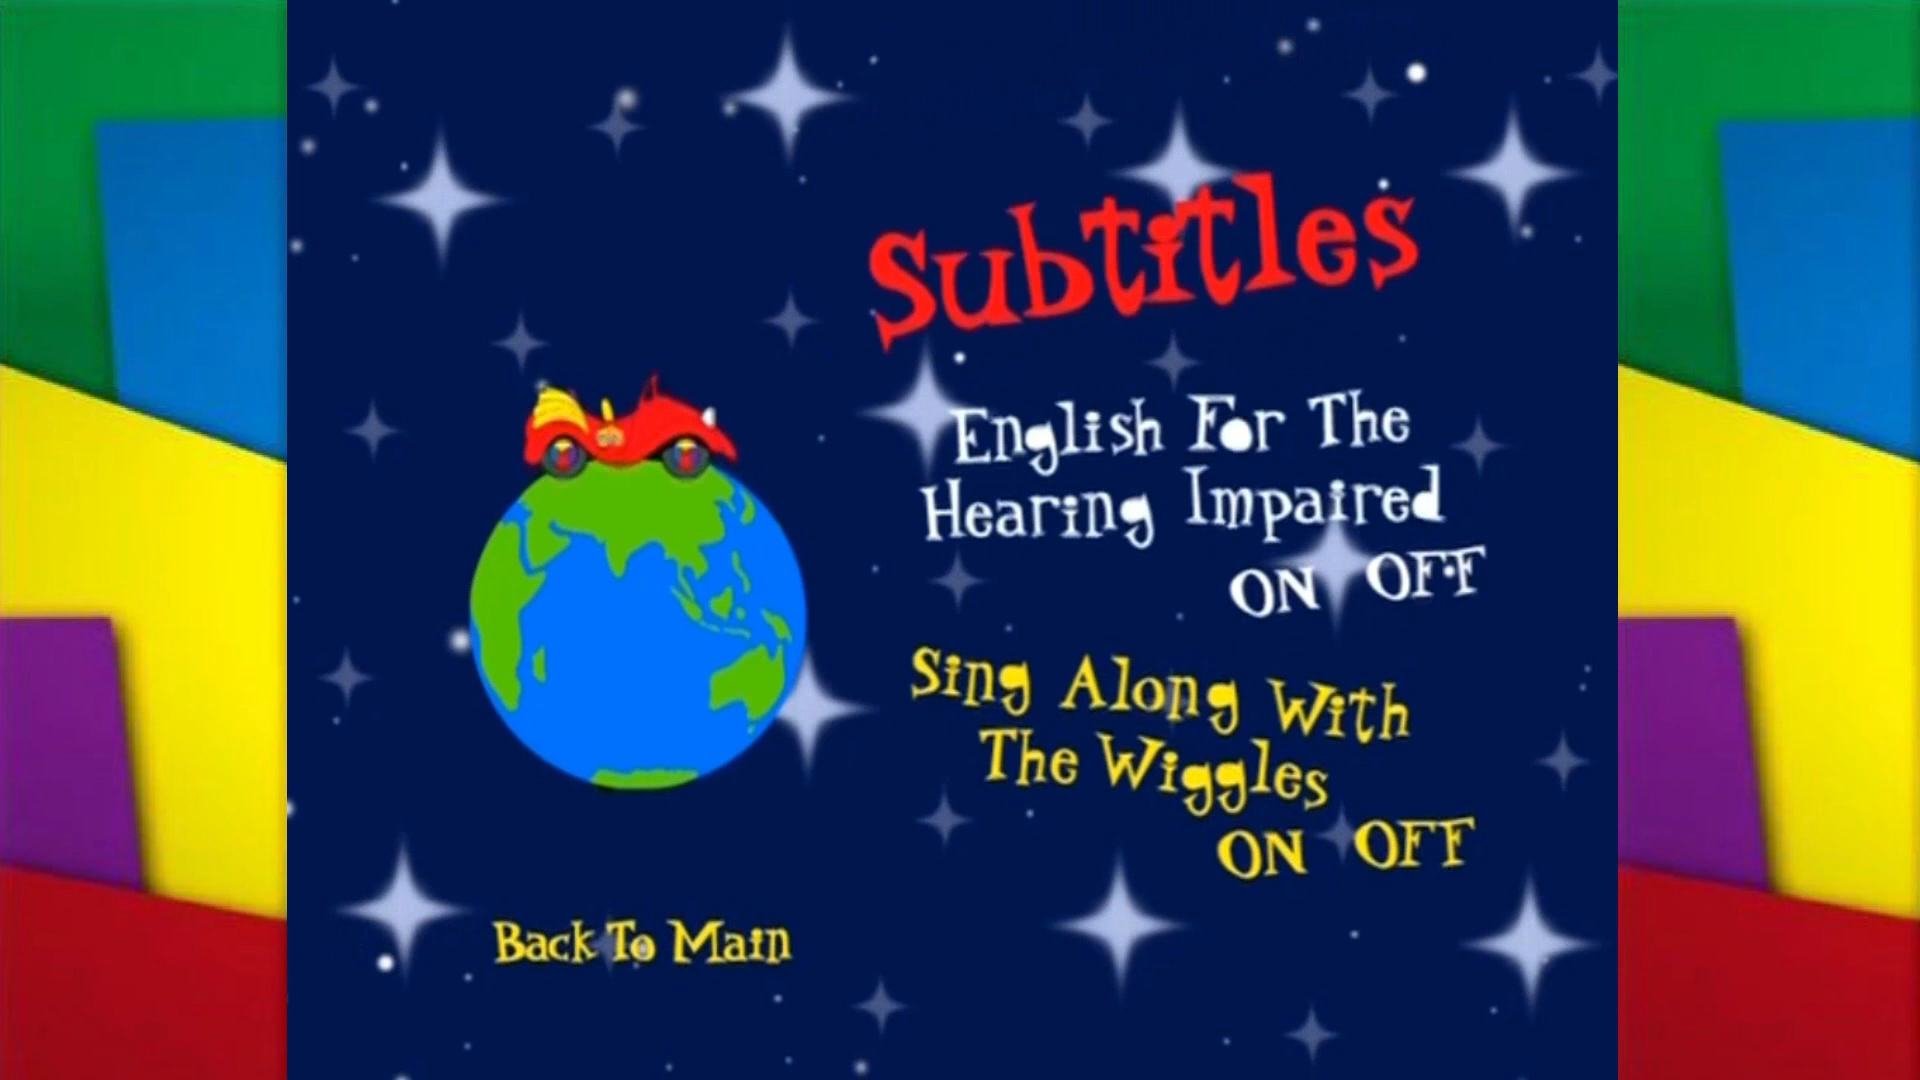 Subtitles
English For The
Hearing Impaired
ON OFF
Sing Along With
The Wiggles
ON OFF
Back To Main